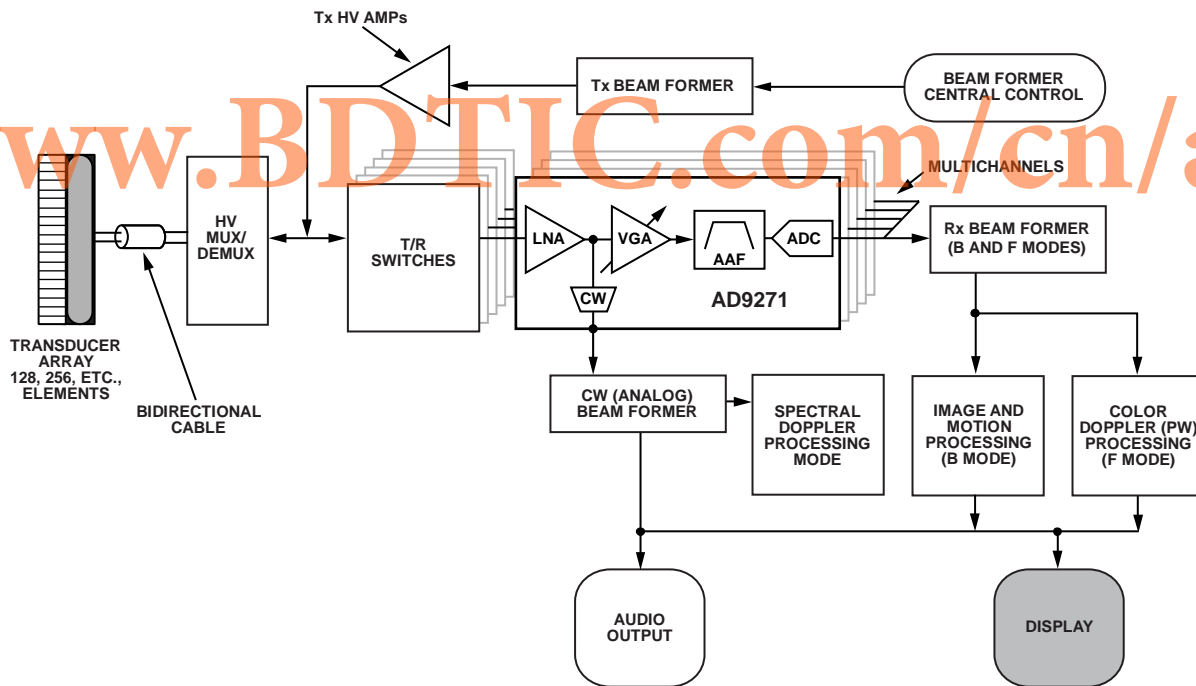 Tx HV AMPs
Tx BEAM FORMER
BEAM FORMER
CENTRAL CONTROL
www.BDTIC.com/cn/a
MULTICHANNELS
HV
MUX/
DEMUX
T/R
SWITCHES
LNA
VGA
AAF
ADC
CW
AD9271
Rx BEAM FORMER
(B AND F MODES)
TRANSDUCER
ARRAY
128, 256, ETC.,
ELEMENTS
BIDIRECTIONAL
CABLE
CW (ANALOG)
BEAM FORMER
SPECTRAL
DOPPLER
PROCESSING
MODE
IMAGE AND
MOTION
PROCESSING
(B MODE)
COLOR
DOPPLER (PW)
PROCESSING
(F MODE)
AUDIO
OUTPUT
DISPLAY